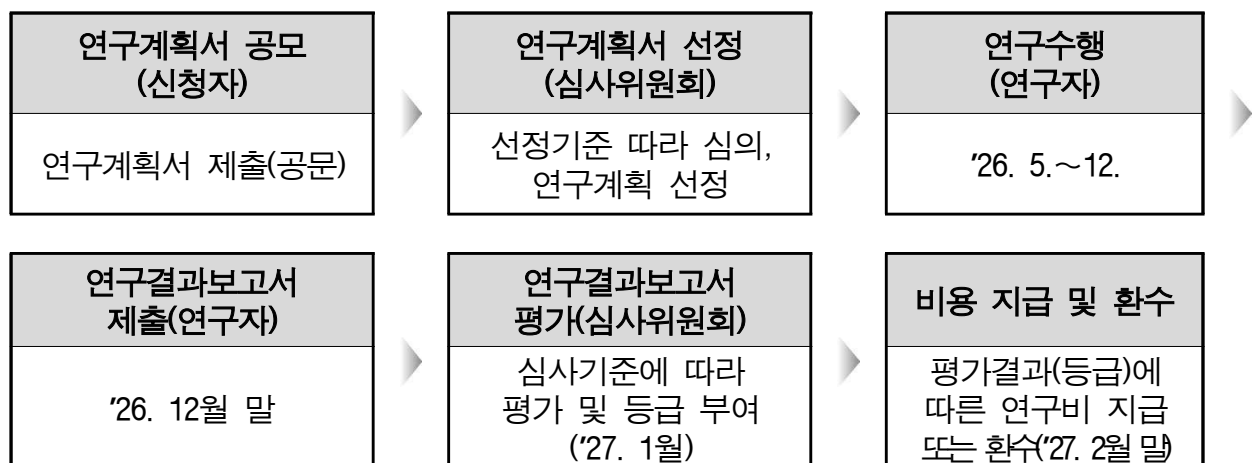 연구계획서 공모
(신청자)
연구계획서 제출(공문)
연구계획서 선정
(심사위원회)
선정기준 따라 심의,
연구계획 선정
연구수행
(연구자)
'26. 5.～12.
연구결과보고서
제출(연구자)
'26. 12월 말
연구결과보고서
평가(심사위원회)
심사기준에 따라
평가 및 등급 부여
('27. 1월)
비용 지급 및 환수
평가결과(등급)에
따른 연구비 지급
또는 환수('27. 2월 말)